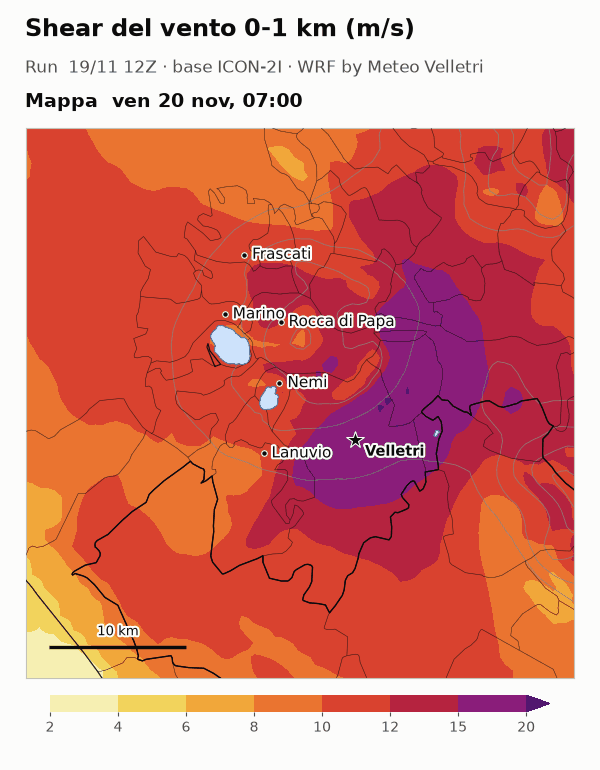 Shear del vento 0-1 km (m/s)
Run 19/11 12Z · base ICON-2I · WRF by Meteo Velletri
Mappa ven 20 nov, 07:00
Frascati
Marino
Rocca di Papa
Nemi
Velletri
Lanuvio
10 km
2 4 6 8 10 12 15 20